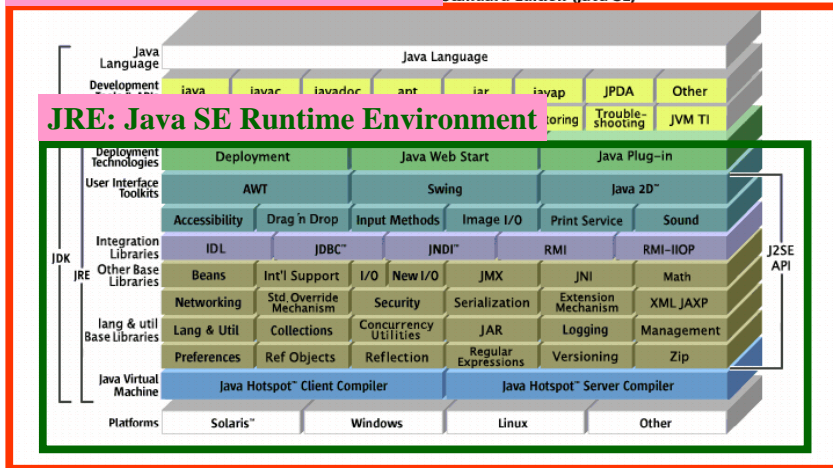 Java Language
Java Language
Development
java javac javadoc apt jar javap JPDA Other
JRE: Java SE Runtime Environment
Trouble-shooting JVM TI
Deployment Technologies
Deployment Java Web Start Java Plug-in
User Interface Toolkits
AWT Swing Java 2D™
Accessibility Drag 'n Drop Input Methods Image I/O Print Service Sound
Integration Libraries
IDL JDBC™ JNDI™ RMI RMI-IIOP
JDK
JRE
J2SE API
Other Base Libraries
Beans Int'l Support I/O New I/O JMX JNI Math
Networking Std. Override Mechanism Security Serialization Extension Mechanism XML JAXP
lang & util Base Libraries
Lang & Util Collections Concurrency Utilities JAR Logging Management
Preferences Ref Objects Reflection Regular Expressions Versioning Zip
Java Virtual Machine
Java Hotspot™ Client Compiler Java Hotspot™ Server Compiler
Platforms
Solaris™ Windows Linux Other